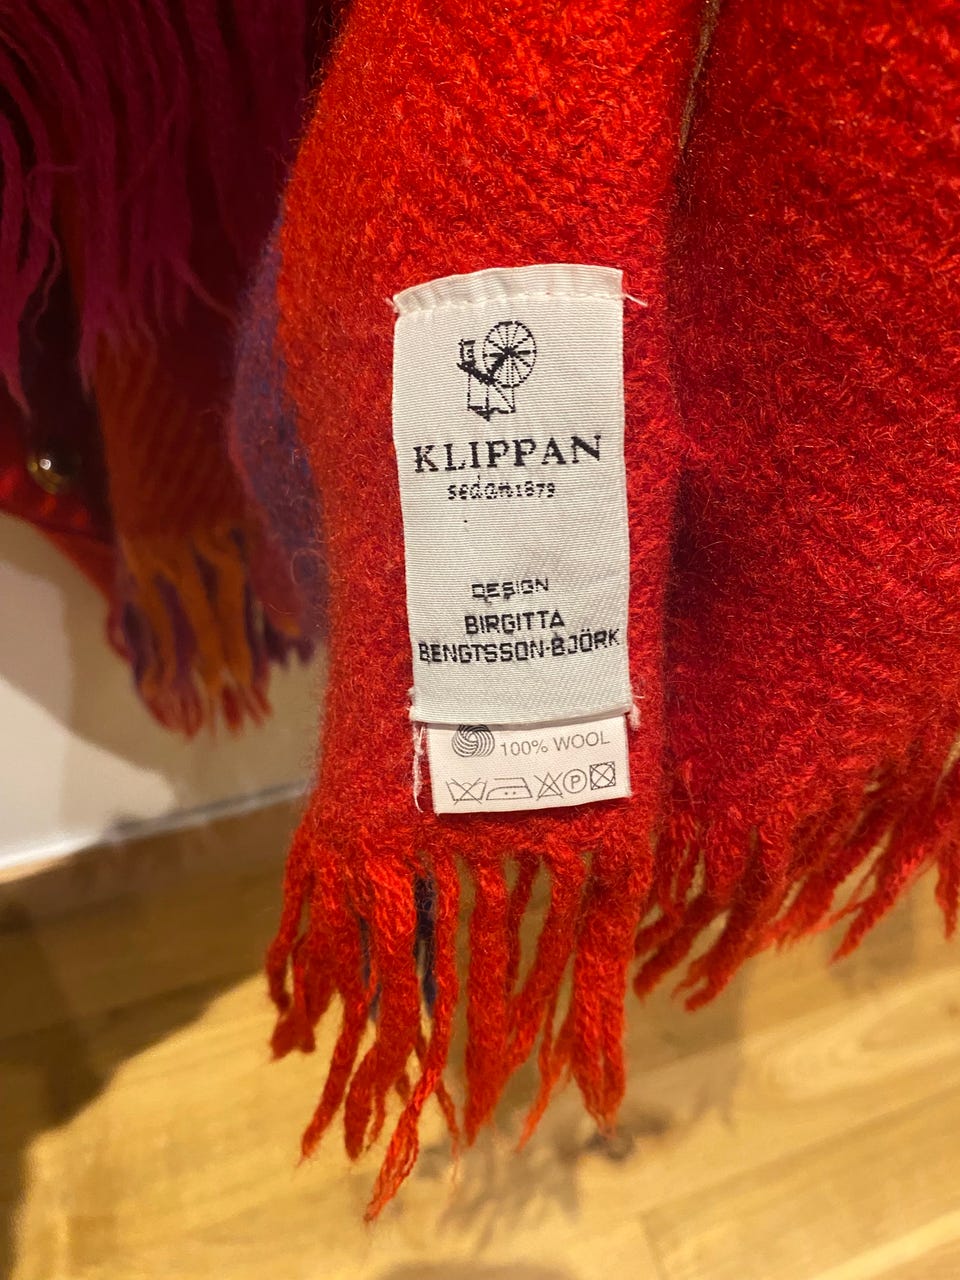 KLIPPAN
sedan 1879
DESIGN
BIRGITTA
BENGTSSON-BJÖRK
100% WOOL
P